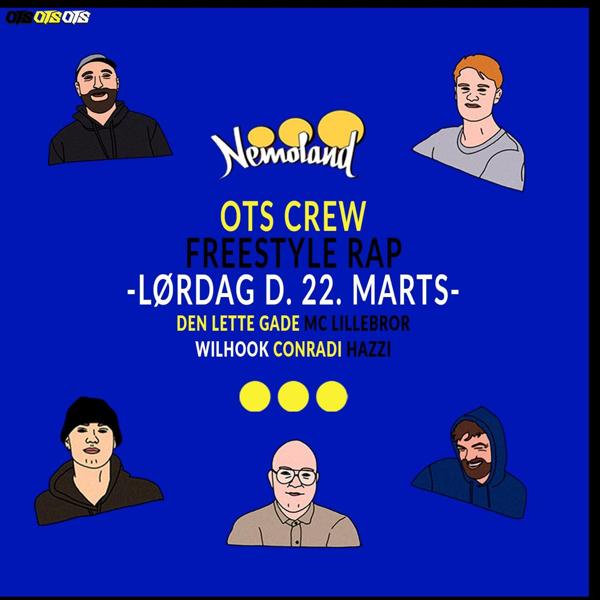 OTS OTS OTS
Nemoland
OTS CREW
FREESTYLE RAP
-LØRDAG D. 22. MARTS-
DEN LETTE GADE MC LILLEBROR
WILHOOK CONRADI HAZZI